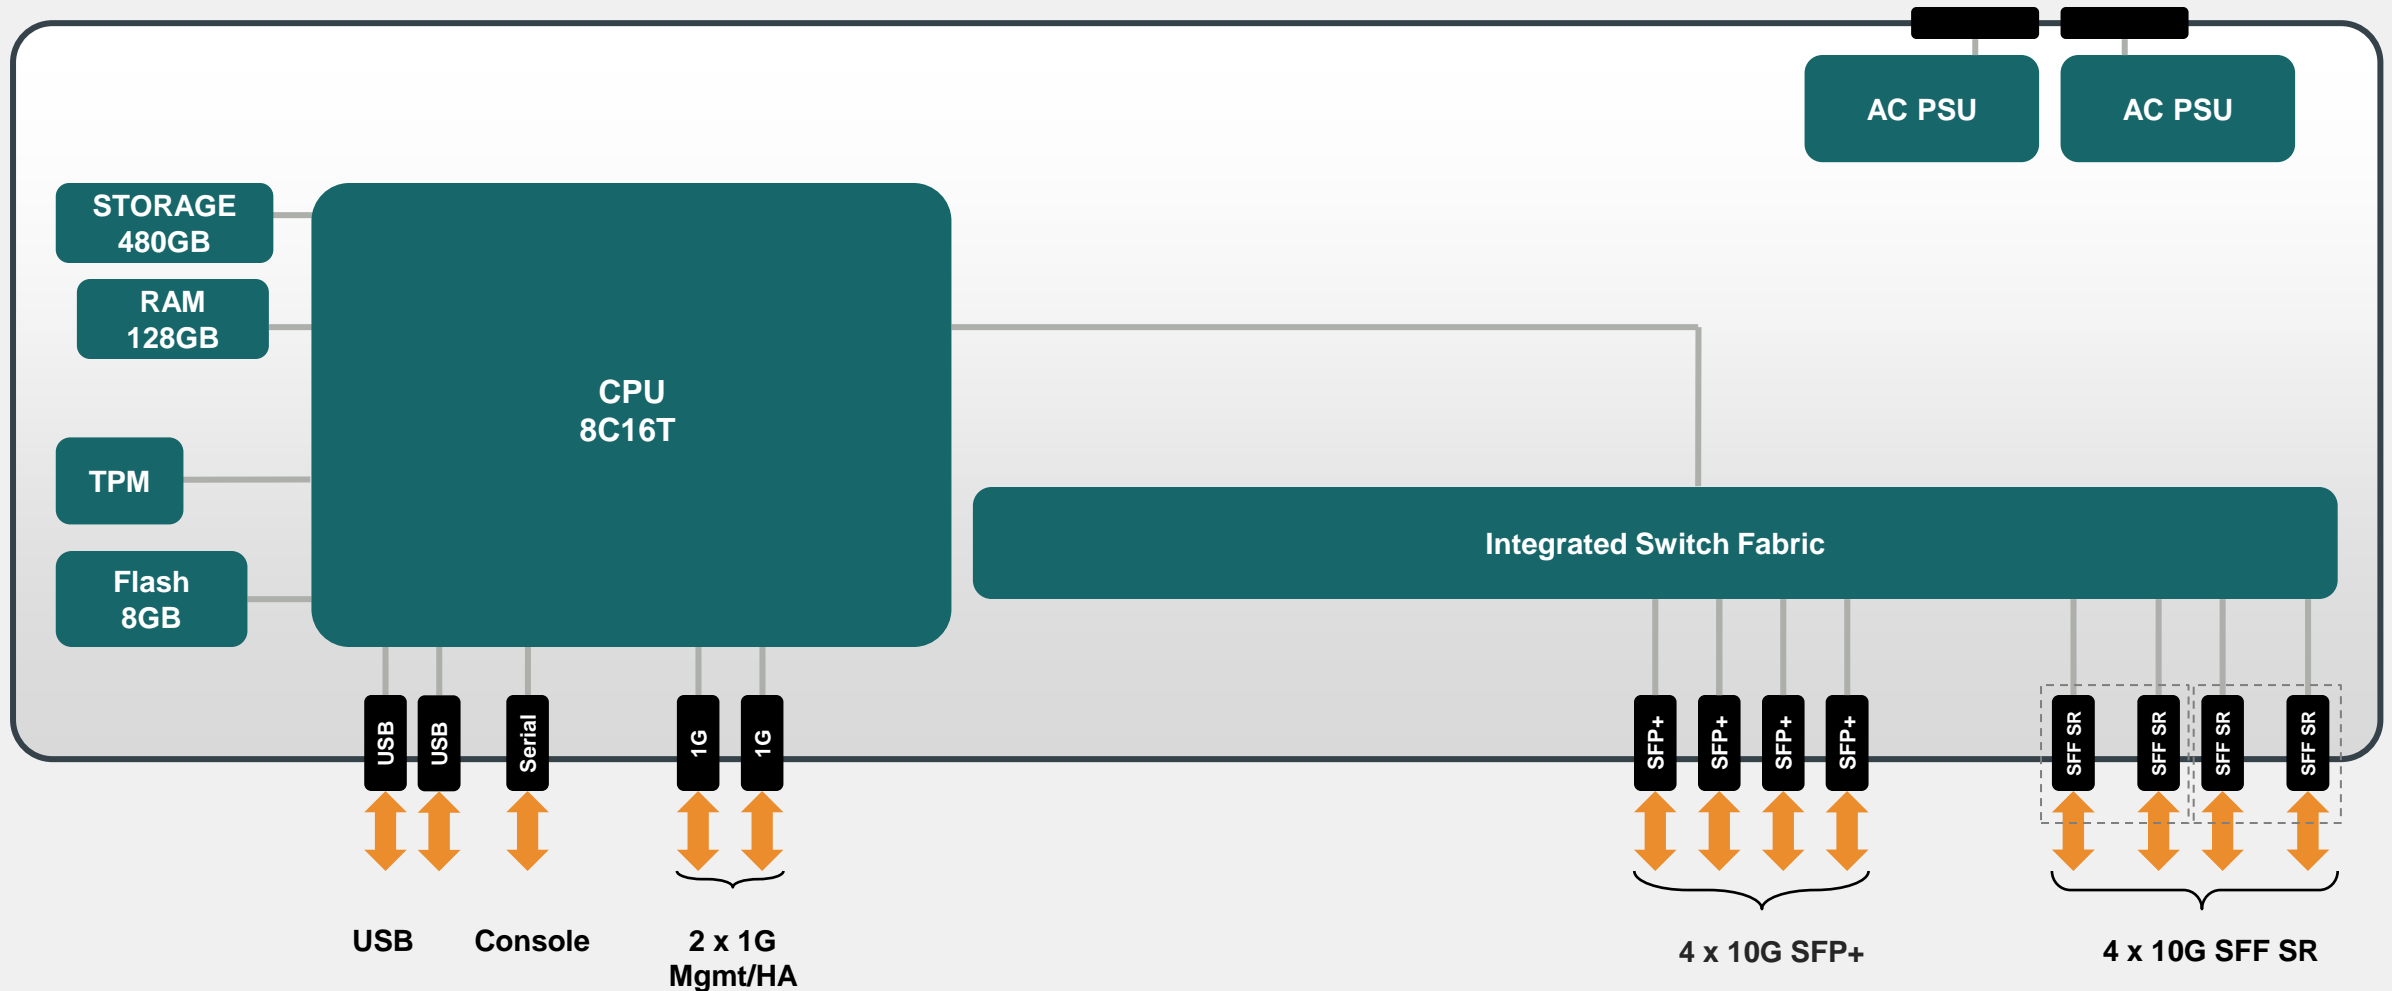 AC PSU
AC PSU
STORAGE
480GB
RAM
128GB
CPU
8C16T
TPM
Integrated Switch Fabric
Flash
8GB
USB
USB
Serial
1G
1G
SFP+
SFP+
SFP+
SFP+
SFF SR
SFF SR
SFF SR
SFF SR
USB
Console
2 x 1G
Mgmt/HA
4 x 10G SFP+
4 x 10G SFF SR